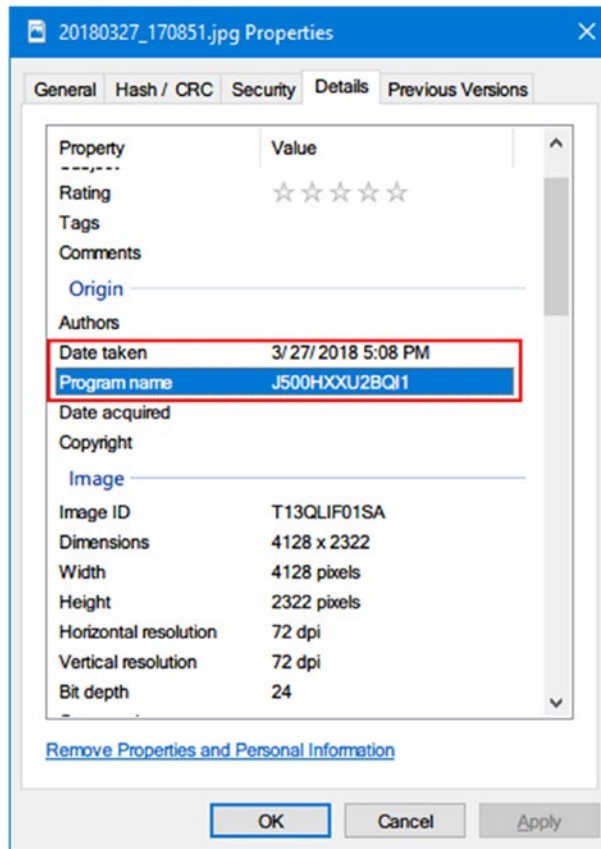 20180327_170851.jpg Properties
General Hash / CRC Security Details Previous Versions
Property Value
Rating
Tags
Comments
Origin
Authors
Date taken 3/27/2018 5:08 PM
Program name J500HXXU2BQI1
Date acquired
Copyright
Image
Image ID T13QLIF01SA
Dimensions 4128 x 2322
Width 4128 pixels
Height 2322 pixels
Horizontal resolution 72 dpi
Vertical resolution 72 dpi
Bit depth 24
Remove Properties and Personal Information
OK Cancel Apply